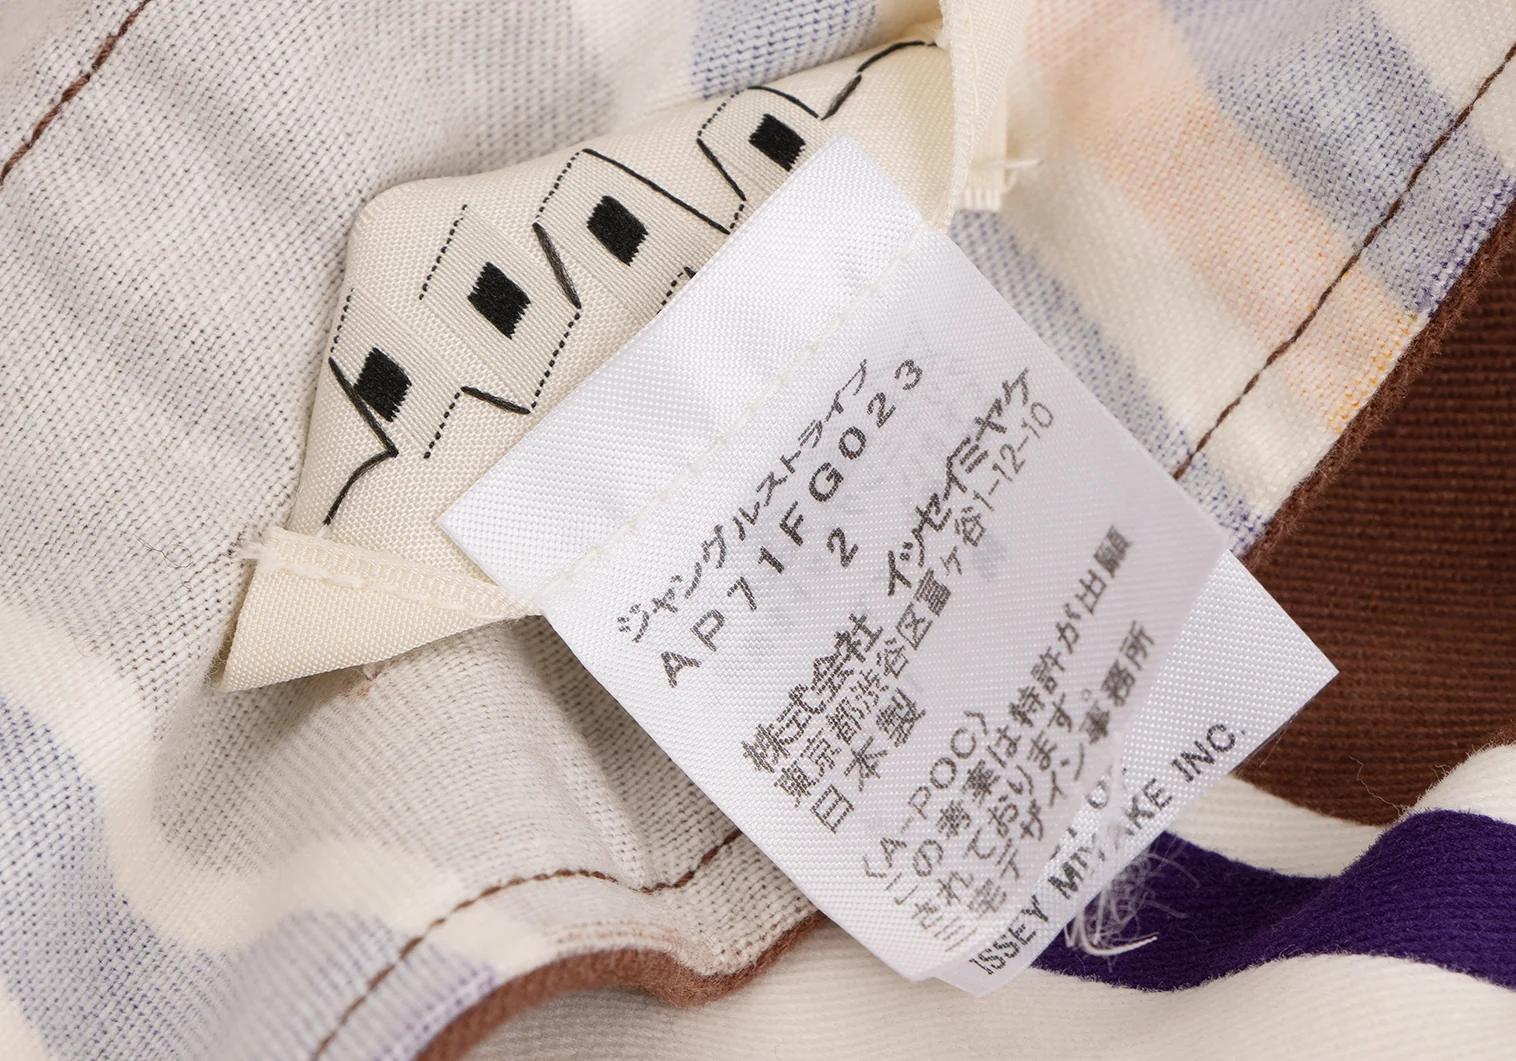 ジャングルストライプ
AP71FG023
2
株式会社 イッセイミヤケ
東京都渋谷区富ヶ谷1-12-10
日本製
〈A-POC〉
この考案は特許が出願
されております。
三宅デザイン事務所
ISSEY MIYAKE INC.